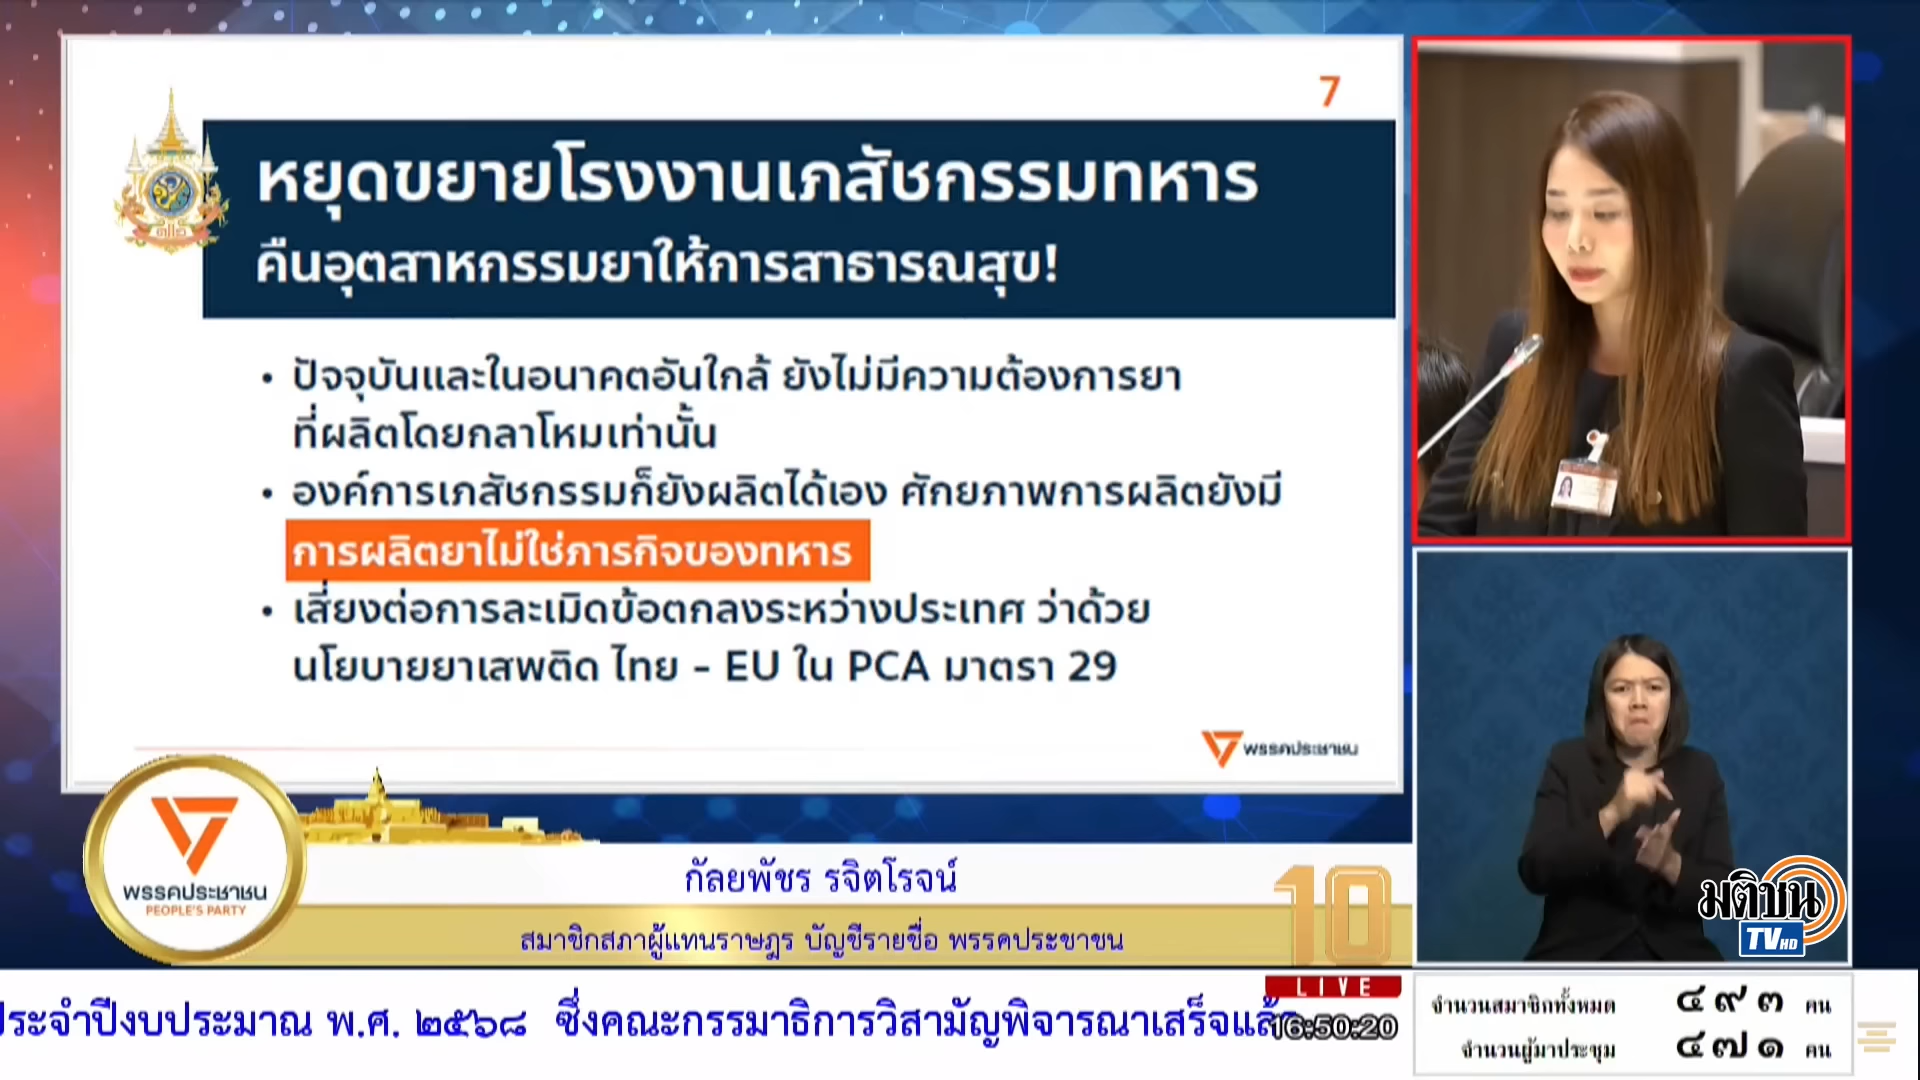 7
หยุดขยายโรงงานเภสัชกรรมทหาร
คืนอุตสาหกรรมยาให้การสาธารณสุข!
• ปัจจุบันและในอนาคตอันใกล้ ยังไม่มีความต้องการยา
ที่ผลิตโดยกลาโหมเท่านั้น
• องค์การเภสัชกรรมก็ยังผลิตได้เอง ศักยภาพการผลิตยังมี
การผลิตยาไม่ใช่ภารกิจของทหาร
• เสี่ยงต่อการละเมิดข้อตกลงระหว่างประเทศ ว่าด้วย
นโยบายยาเสพติด ไทย - EU ใน PCA มาตรา 29
พรรคประชาชน
พรรคประชาชน
PEOPLE'S PARTY
กัลยพัชร รจิตโรจน์
สมาชิกสภาผู้แทนราษฎร บัญชีรายชื่อ พรรคประชาชน
10
มติชน
TV HD
LIVE
ประจำปีงบประมาณ พ.ศ. ๒๕๖๘ ซึ่งคณะกรรมาธิการวิสามัญพิจารณาเสร็จแล้ว
16:50:20
จำนวนสมาชิกทั้งหมด ๔๙๓ คน
จำนวนผู้มาประชุม ๔๗๑ คน